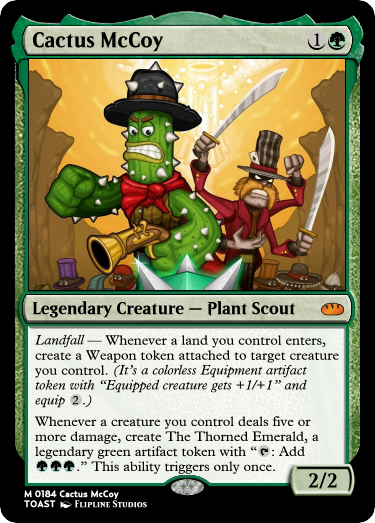 Cactus McCoy 1
Legendary Creature — Plant Scout
Landfall — Whenever a land you control enters,
create a Weapon token attached to target creature
you control. (It's a colorless Equipment artifact
token with “Equipped creature gets +1/+1” and
equip 2.)
Whenever a creature you control deals five or
more damage, create The Thorned Emerald, a
legendary green artifact token with “: Add
.” This ability triggers only once.
2/2
M 0184 Cactus McCoy
TOAST Flipline Studios